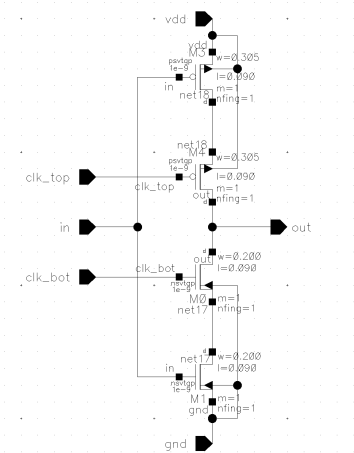 vdd
vdd
M3
w=0.305
psvtgp
1e-9
l=0.090
in
m=1
net18
nfing=1
d
net18
M4
w=0.305
psvtgp
1e-9
l=0.090
clk_top
clk_top
m=1
out
nfing=1
d
in
out
d
w=0.200
out
l=0.090
clk_bot
clk_bot
nsvtgp
1e-9
M0
m=1
net17
nfing=1
d
net17
w=0.200
in
l=0.090
nsvtgp
1e-9
M1
m=1
gnd
nfing=1
gnd